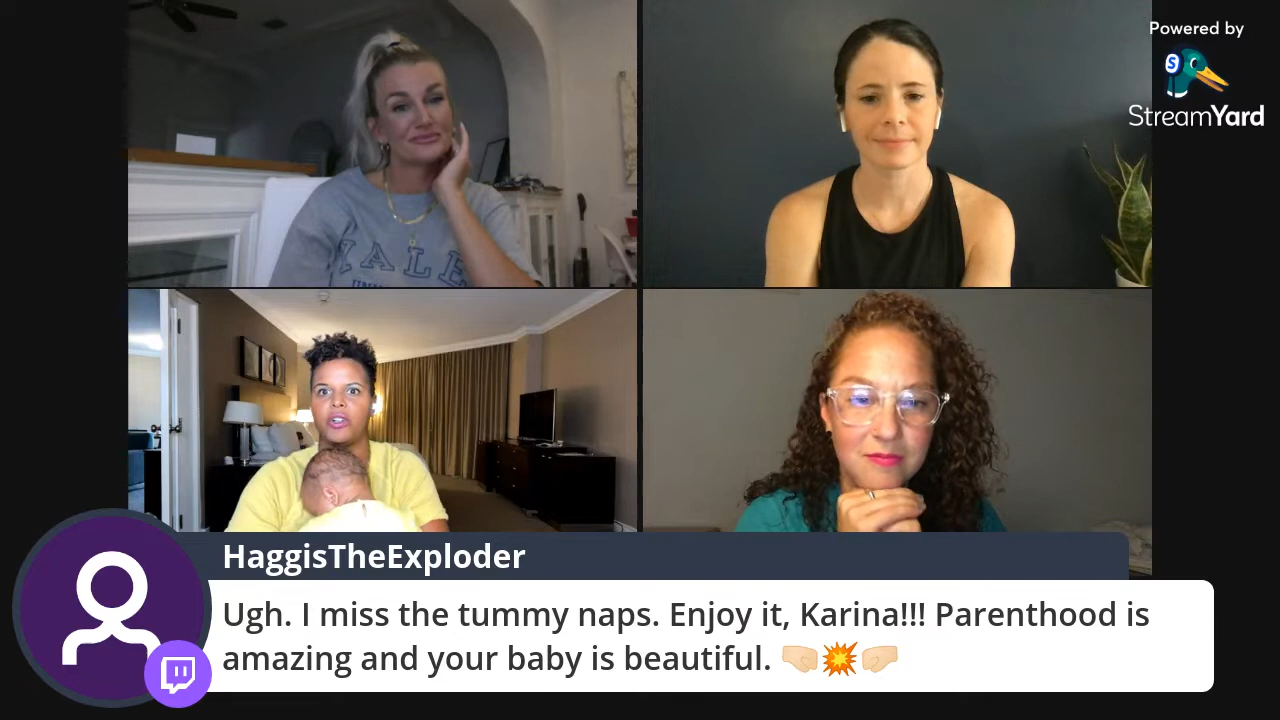 Powered by
StreamYard
YALE
HaggisTheExploder
Ugh. I miss the tummy naps. Enjoy it, Karina!!! Parenthood is
amazing and your baby is beautiful. 🤜🏻💥🤛🏻